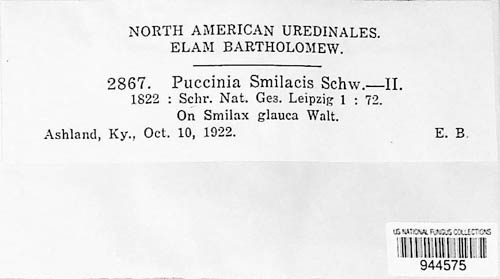 NORTH AMERICAN UREDINALES.
ELAM BARTHOLOMEW.
2867. Puccinia Smilacis Schw.—II.
1822 : Schr. Nat. Ges. Leipzig 1 : 72.
On Smilax glauca Walt.
Ashland, Ky., Oct. 10, 1922. E. B.
US NATIONAL FUNGUS COLLECTIONS
944575